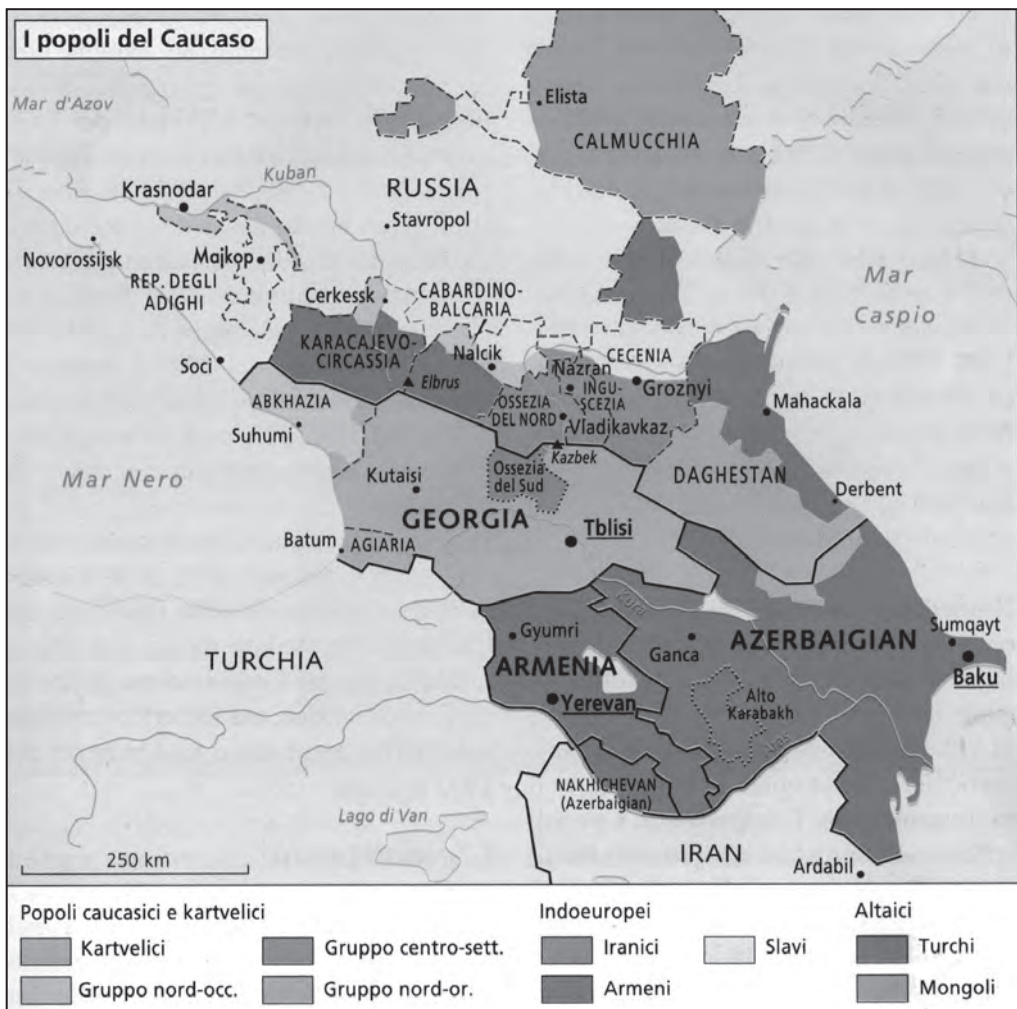 I popoli del Caucaso
Mar d'Azov
Elista
CALMUCCHIA
Krasnodar
Kuban
RUSSIA
Stavropol
Novorossijsk
Majkop
REP. DEGLI
ADIGHI
Cerkessk
CABARDINO-
BALCARIA
Mar
Caspio
KARACAJEVO-
CIRCASSIA
Nalcik
Nazran
CECENIA
Soci
Elbrus
OSSEZIA
DEL NORD
INGU-
SCEZIA
Groznyi
Mahackala
ABKHAZIA
Vladikavkaz
Suhumi
Kazbek
DAGHESTAN
Mar Nero
Kutaisi
Ossezia
del Sud
Derbent
GEORGIA
Tblisi
Batum
AGIARIA
Kura
Gyumri
Ganca
AZERBAIGIAN
Sumqayt
TURCHIA
ARMENIA
Baku
Yerevan
Alto
Karabakh
NAKHICHEVAN
(Azerbaigian)
Lago di Van
IRAN
250 km
Ardabil
Popoli caucasici e kartvelici
Indoeuropei
Altaici
Kartvelici
Gruppo centro-sett.
Iranici
Slavi
Turchi
Gruppo nord-occ.
Gruppo nord-or.
Armeni
Mongoli